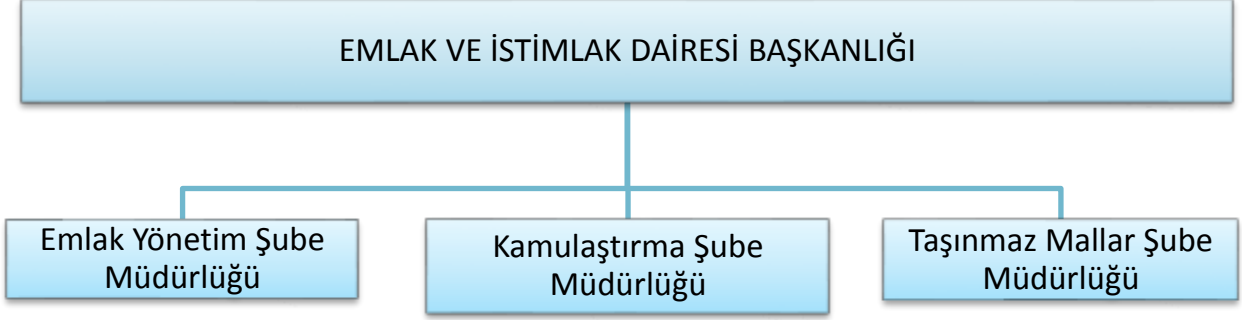 EMLAK VE İSTİMLAK DAİRESİ BAŞKANLIĞI
Emlak Yönetim Şube
Müdürlüğü
Kamulaştırma Şube
Müdürlüğü
Taşınmaz Mallar Şube
Müdürlüğü